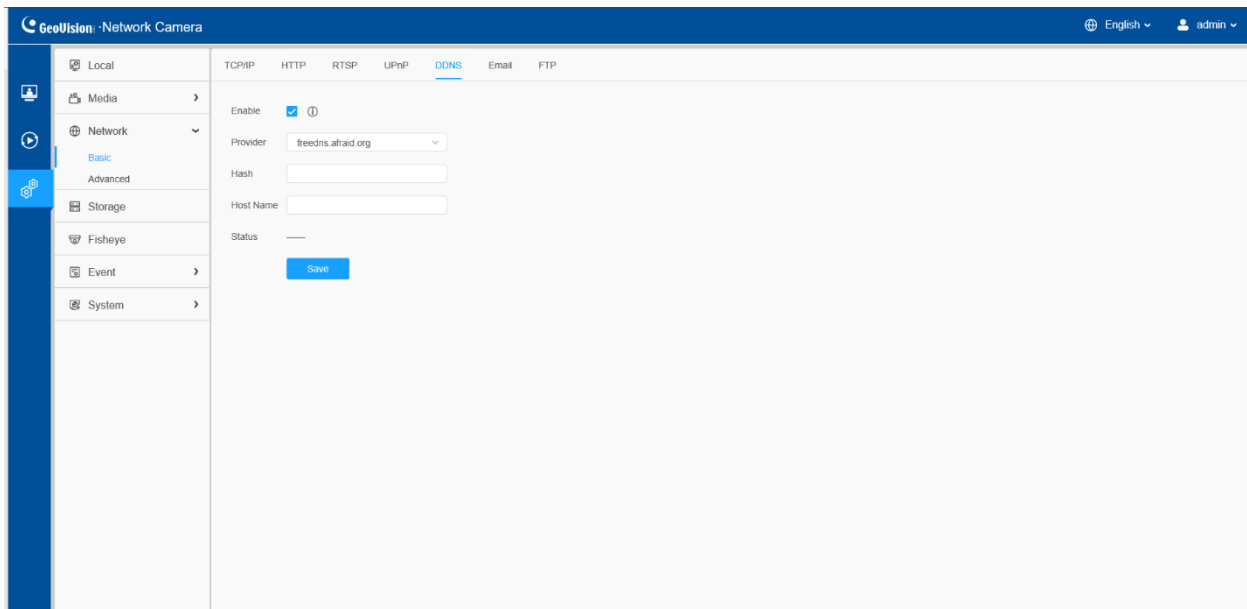 GeoVision: ·Network Camera
English
admin
Local
Media
Network
Basic
Advanced
Storage
Fisheye
Event
System
TCP/IP HTTP RTSP UPnP DDNS Email FTP
Enable
Provider freedns.afraid.org
Hash
Host Name
Status ——
Save